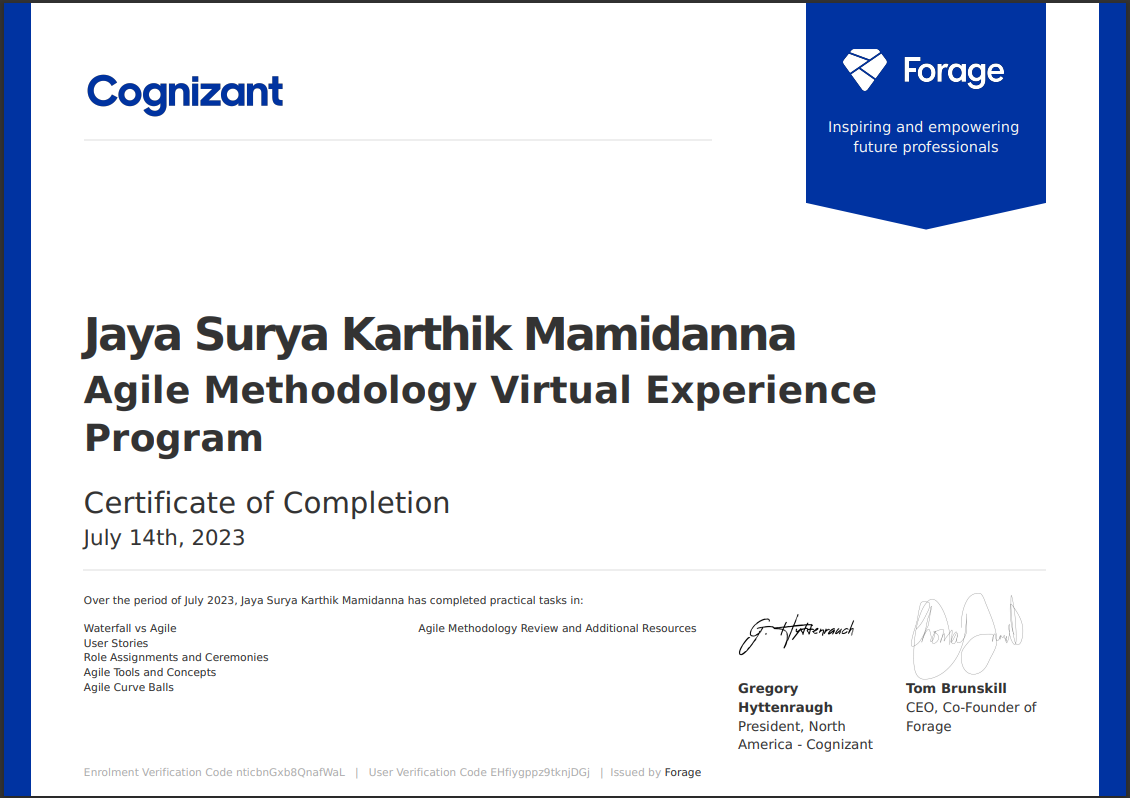 Cognizant
Forage
Inspiring and empowering
future professionals
Jaya Surya Karthik Mamidanna
Agile Methodology Virtual Experience
Program
Certificate of Completion
July 14th, 2023
Over the period of July 2023, Jaya Surya Karthik Mamidanna has completed practical tasks in:
Waterfall vs Agile
User Stories
Role Assignments and Ceremonies
Agile Tools and Concepts
Agile Curve Balls
Agile Methodology Review and Additional Resources
G. Hyttenrauch
Gregory
Hyttenraugh
President, North
America - Cognizant
Tom Brunskill
CEO, Co-Founder of
Forage
Enrolment Verification Code nticbnGxb8QnafWaL | User Verification Code EHfiygppz9tknjDGj | Issued by Forage